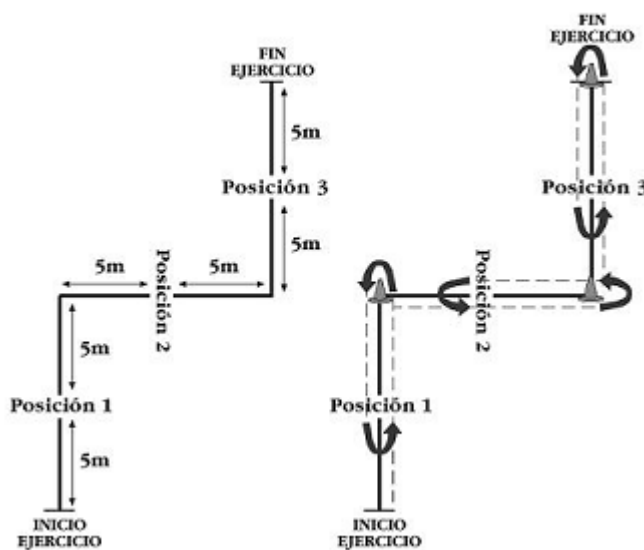 FIN
EJERCICIO
5m
Posición 3
5m
5m
5m
Posición 2
5m
Posición 1
5m
INICIO
EJERCICIO
FIN
EJERCICIO
Posición 3
Posición 2
Posición 1
INICIO
EJERCICIO